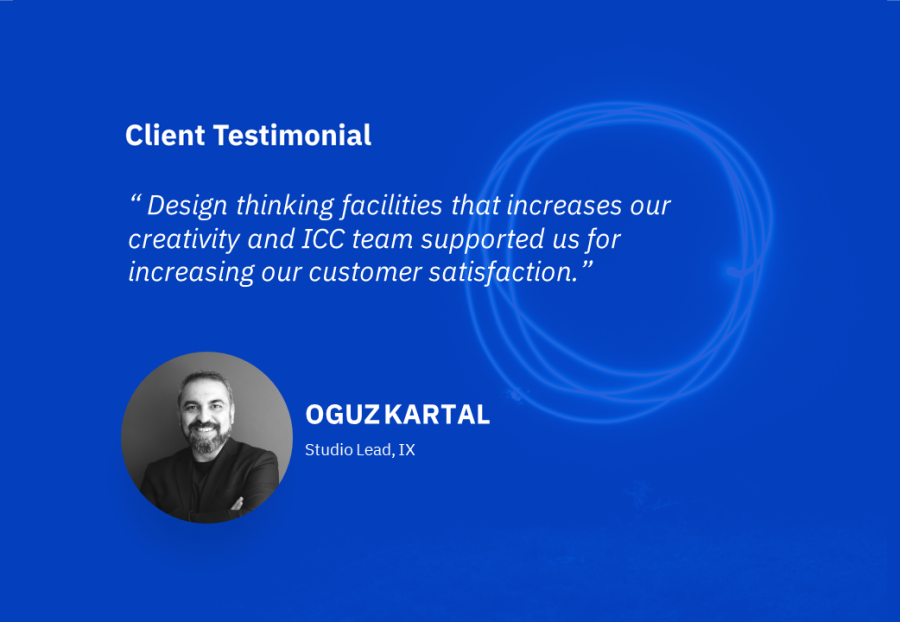 Client Testimonial
“ Design thinking facilities that increases our
creativity and ICC team supported us for
increasing our customer satisfaction.”
OGUZ KARTAL
Studio Lead, IX